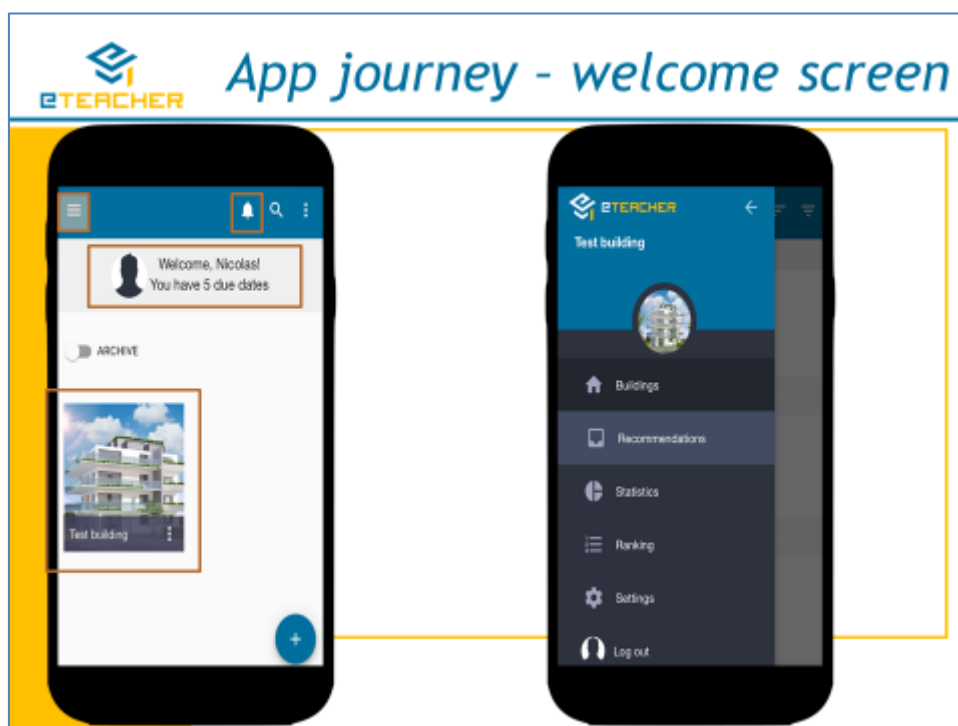 App journey - welcome screen
eTEACHER
Welcome, Nicolas!
You have 5 due dates
ARCHIVE
Test building
eTEACHER
Test building
Buildings
Recommendations
Statistics
Ranking
Settings
Log out